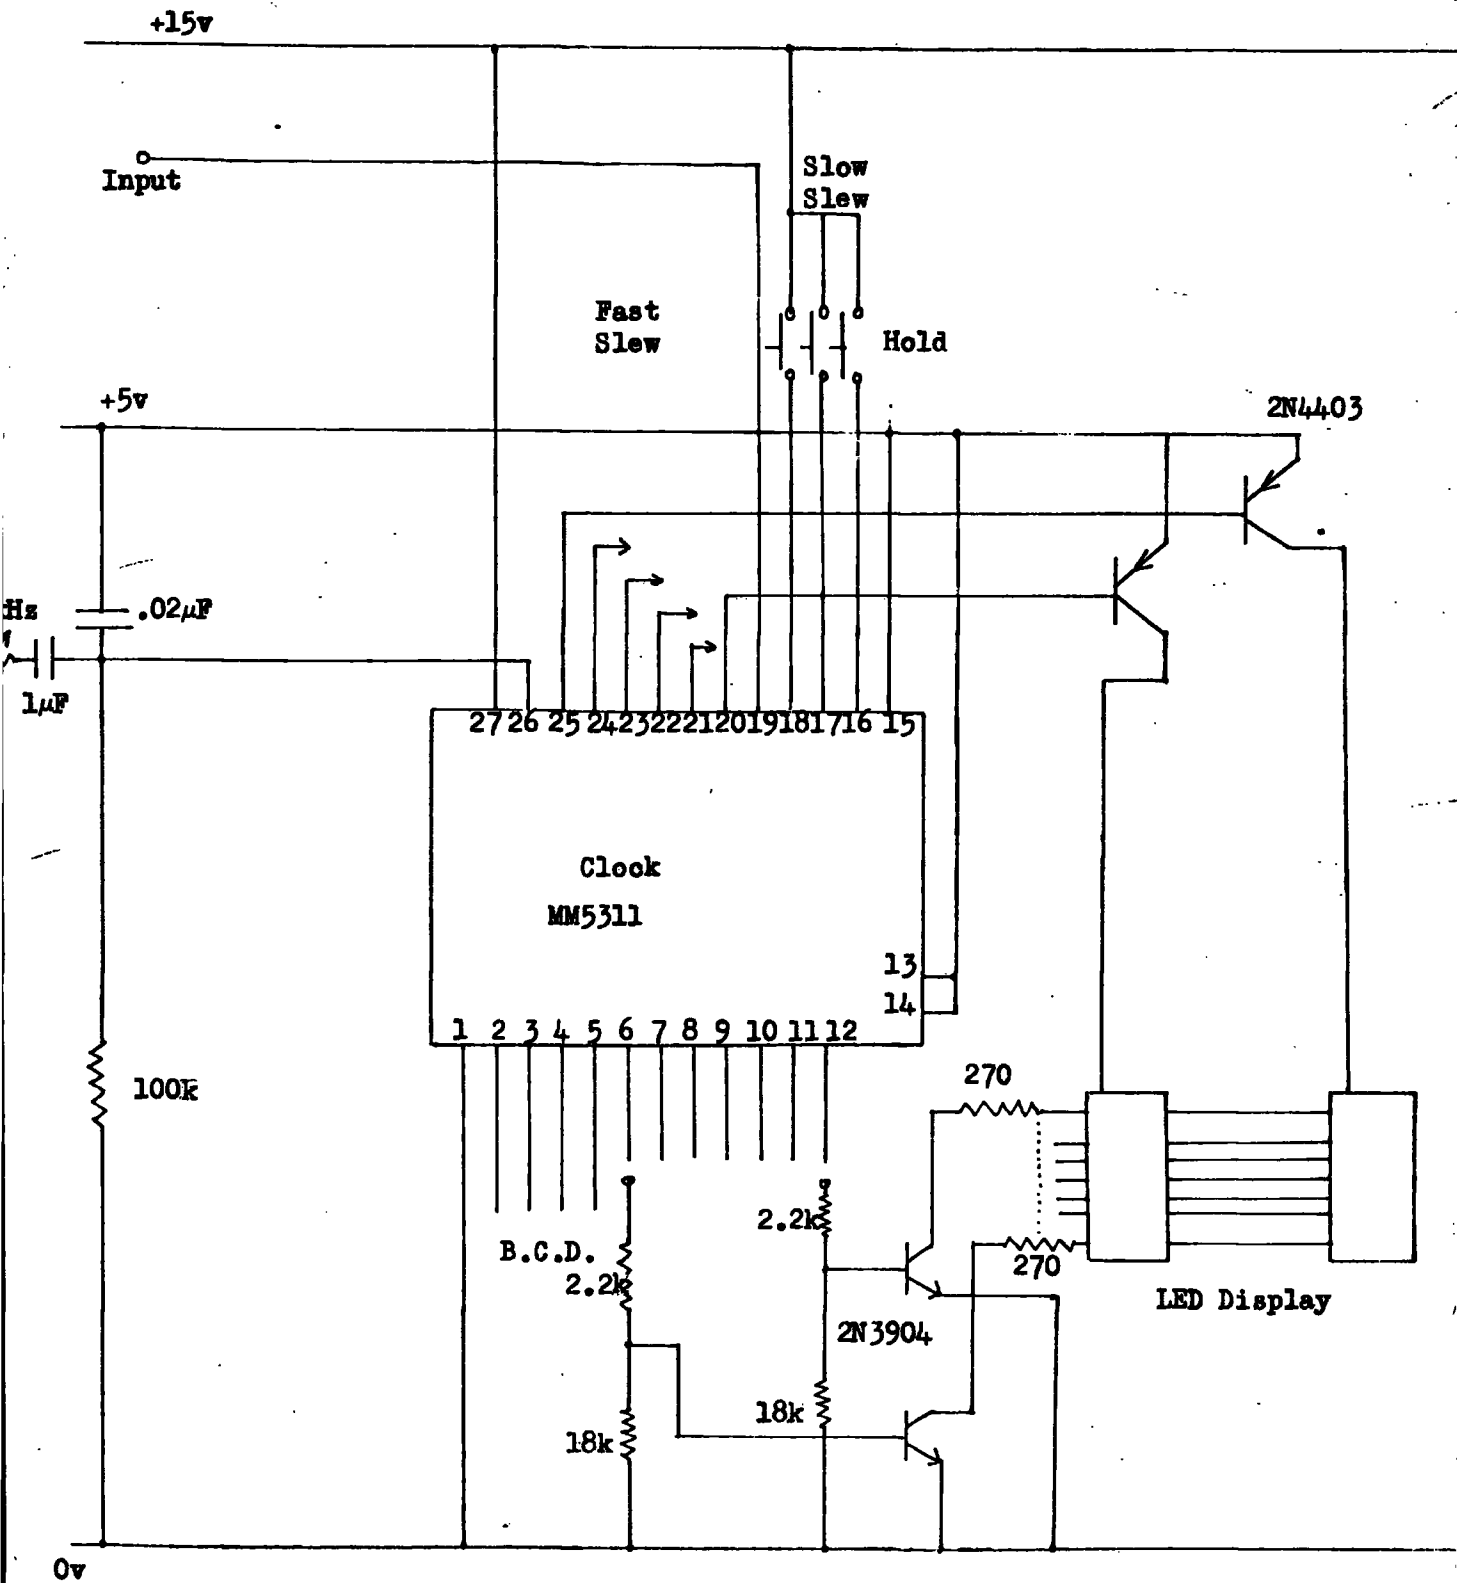 +15v
Input
Slow
Slew
Fast
Slew
Hold
+5v
2N4403
Hz
.02µF
1µF
27 26 25 24 23 22 21 20 19 18 17 16 15
Clock
MM5311
13
14
1 2 3 4 5 6 7 8 9 10 11 12
100k
270
2.2k
B.C.D.
2.2k
270
LED Display
2N3904
18k
18k
0v